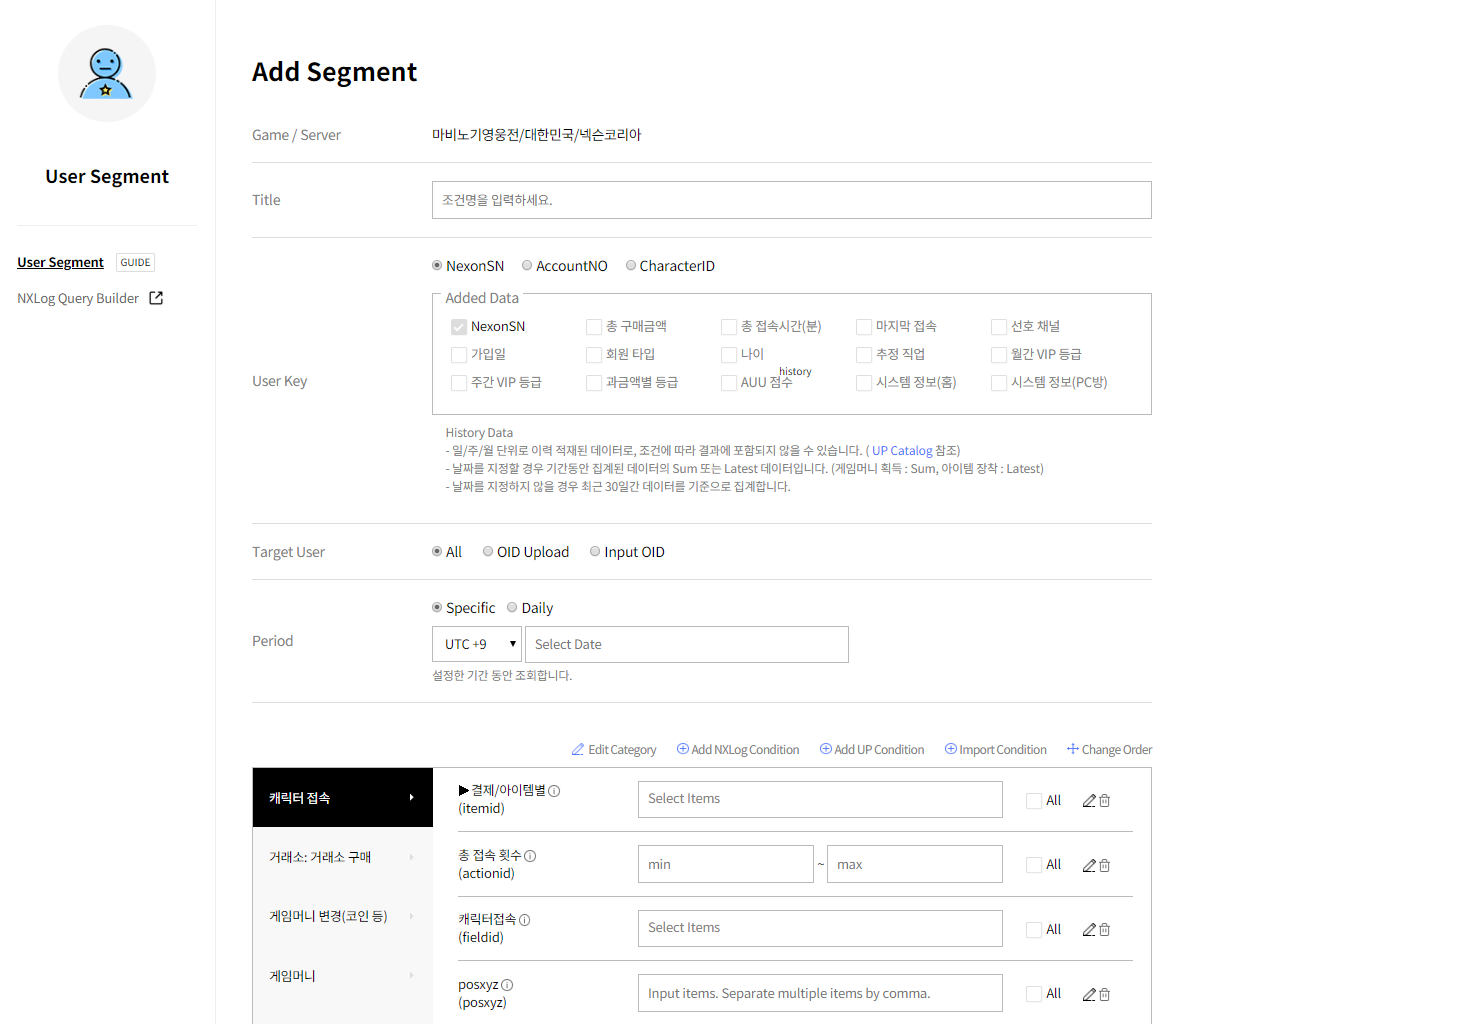 User Segment
User Segment GUIDE
NXLog Query Builder
Add Segment
Game / Server 마비노기영웅전/대한민국/넥슨코리아
Title 조건명을 입력하세요.
User Key
NexonSN AccountNO CharacterID
Added Data
NexonSN 총 구매금액 총 접속시간(분) 마지막 접속 선호 채널
가입일 회원 타입 나이 추정 직업 월간 VIP 등급
주간 VIP 등급 과금액별 등급 AUU 점수 history 시스템 정보(홈) 시스템 정보(PC방)
History Data
- 일/주/월 단위로 이력 적재된 데이터로, 조건에 따라 결과에 포함되지 않을 수 있습니다. ( UP Catalog 참조)
- 날짜를 지정할 경우 기간동안 집계된 데이터의 Sum 또는 Latest 데이터입니다. (게임머니 획득 : Sum, 아이템 장착 : Latest)
- 날짜를 지정하지 않을 경우 최근 30일간 데이터를 기준으로 집계합니다.
Target User All OID Upload Input OID
Period
Specific Daily
UTC +9 Select Date
설정한 기간 동안 조회합니다.
Edit Category Add NXLog Condition Add UP Condition Import Condition Change Order
캐릭터 접속
거래소: 거래소 구매
게임머니 변경(코인 등)
게임머니
▶결제/아이템별
(itemid)
Select Items All
총 접속 횟수
(actionid)
min ~ max All
캐릭터접속
(fieldid)
Select Items All
posxyz
(posxyz)
Input items. Separate multiple items by comma. All